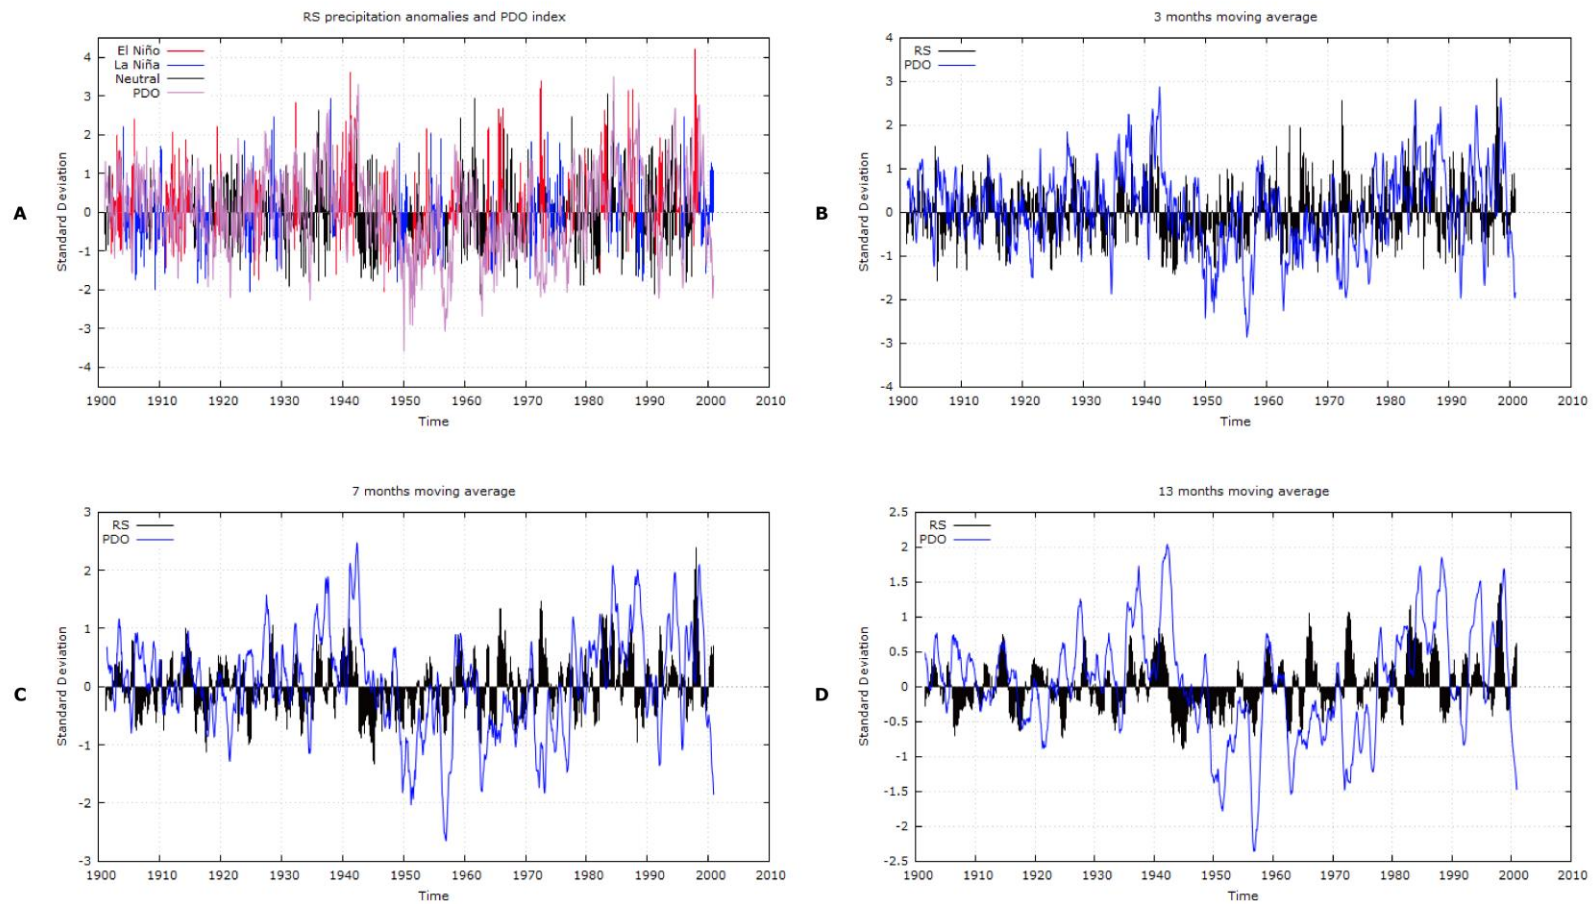 RS precipitation anomalies and PDO index
El Niño
La Niña
Neutral
PDO
4
3
2
1
0
-1
-2
-3
-4
Standard Deviation
1900 1910 1920 1930 1940 1950 1960 1970 1980 1990 2000 2010
Time
A
3 months moving average
RS
PDO
4
3
2
1
0
-1
-2
-3
-4
Standard Deviation
1900 1910 1920 1930 1940 1950 1960 1970 1980 1990 2000 2010
Time
B
7 months moving average
RS
PDO
3
2
1
0
-1
-2
-3
Standard Deviation
1900 1910 1920 1930 1940 1950 1960 1970 1980 1990 2000 2010
Time
C
13 months moving average
RS
PDO
2.5
2
1.5
1
0.5
0
-0.5
-1
-1.5
-2
-2.5
Standard Deviation
1900 1910 1920 1930 1940 1950 1960 1970 1980 1990 2000 2010
Time
D